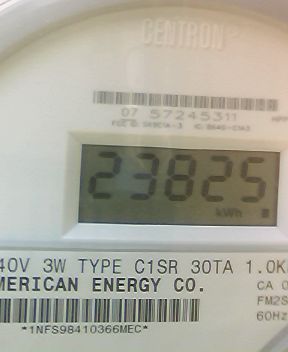 CENTRON
07 57245311
23825
kWh
40V 3W TYPE C1SR 30TA 1.0K
MERICAN ENERGY CO.
CA 0
FM2S
60Hz
*1NFS98410366MEC*